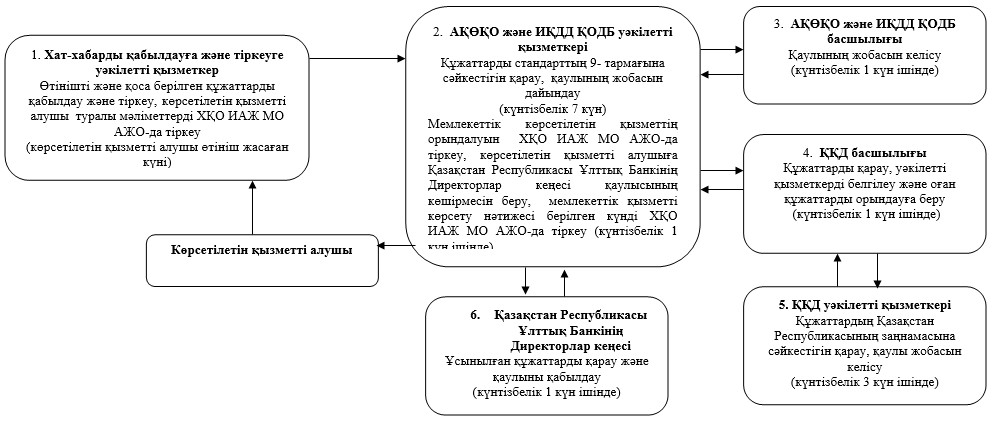 1. Хат-хабарды қабылдауға және тіркеуге
уәкілетті қызметкер
Өтінішті және қоса берілген құжаттарды
қабылдау және тіркеу, көрсетілетін қызметті
алушы туралы мәліметтерді ХҚО ИАЖ МО
АЖО-да тіркеу
(көрсетілетін қызметті алушы өтініш жасаған
күні)
2. АҚӨҚО және ИҚДД ҚОДБ уәкілетті
қызметкері
Құжаттарды стандарттың 9- тармағына
сәйкестігін қарау, қаулының жобасын
дайындау
(күнтізбелік 7 күн)
Мемлекеттік көрсетілетін қызметтің
орындалуын ХҚО ИАЖ МО АЖО-да
тіркеу, көрсетілетін қызметті алушыға
Қазақстан Республикасы Ұлттық Банкінің
Директорлар кеңесі қаулысының
көшірмесін беру, мемлекеттік қызметті
көрсету нәтижесі берілген күнді ХҚО
ИАЖ МО АЖО-да тіркеу (күнтізбелік 1
күн ішінде)
3. АҚӨҚО және ИҚДД ҚОДБ
басшылығы
Қаулының жобасын келісу
(күнтізбелік 1 күн ішінде)
4. ҚҚД басшылығы
Құжаттарды қарау, уәкілетті
қызметкерді белгілеу және оған
құжаттарды орындауға беру
(күнтізбелік 1 күн ішінде)
Көрсетілетін қызметті алушы
5. ҚҚД уәкілетті қызметкері
Құжаттардың Қазақстан
Республикасының заңнамасына
сәйкестігін қарау, қаулы жобасын
келісу
(күнтізбелік 3 күн ішінде)
6. Қазақстан Республикасы
Ұлттық Банкінің
Директорлар кеңесі
Ұсынылған құжаттарды қарау және
қаулыны қабылдау
(күнтізбелік 1 күн ішінде)